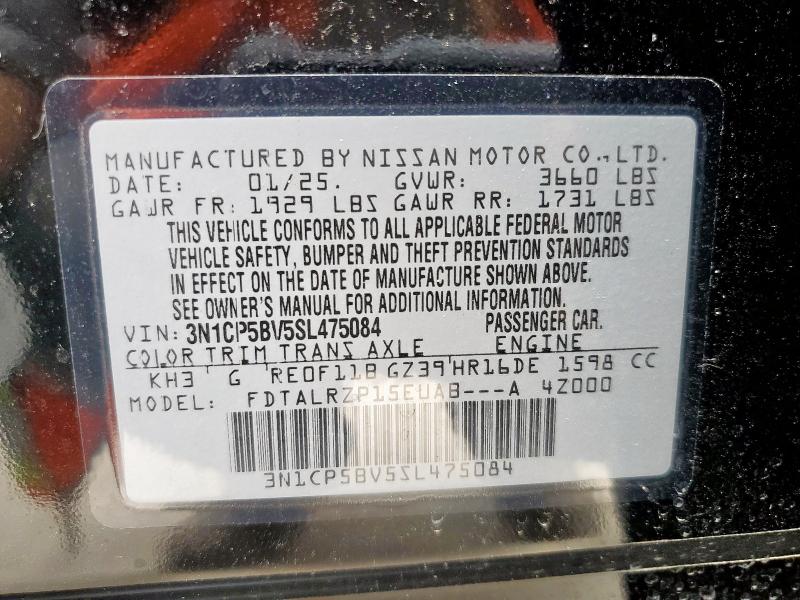 MANUFACTURED BY NISSAN MOTOR CO.,LTD.
DATE: 01/25. GVWR: 3660 LBS
GAWR FR: 1929 LBS GAWR RR: 1731 LBS
THIS VEHICLE CONFORMS TO ALL APPLICABLE FEDERAL MOTOR
VEHICLE SAFETY, BUMPER AND THEFT PREVENTION STANDARDS
IN EFFECT ON THE DATE OF MANUFACTURE SHOWN ABOVE.
SEE OWNER'S MANUAL FOR ADDITIONAL INFORMATION.
VIN: 3N1CP5BV5SL475084 PASSENGER CAR.
COLOR TRIM TRANS AXLE ENGINE
KH3 G RE0F11B GZ39 HR16DE 1598 CC
MODEL: FDTALRZP15EUAB---A 4Z000
3N1CP5BV5SL475084